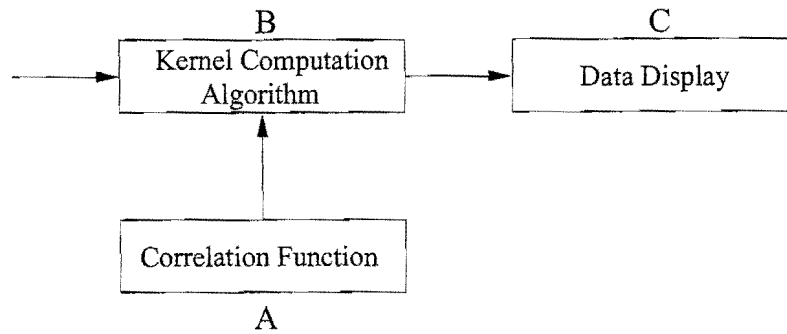 B
C
Kernel Computation
Algorithm
Data Display
Correlation Function
A